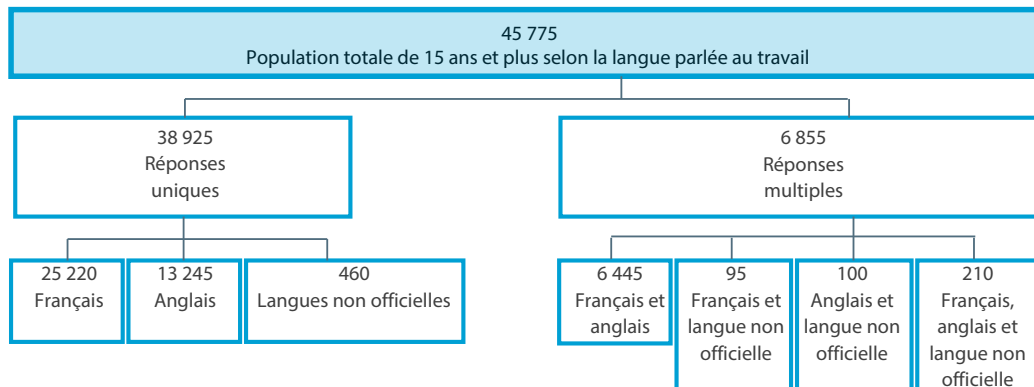 45 775
Population totale de 15 ans et plus selon la langue parlée au travail
38 925
Réponses
uniques
6 855
Réponses
multiples
25 220
Français
13 245
Anglais
460
Langues non officielles
6 445
Français et
anglais
95
Français et
langue non
officielle
100
Anglais et
langue non
officielle
210
Français,
anglais et
langue non
officielle